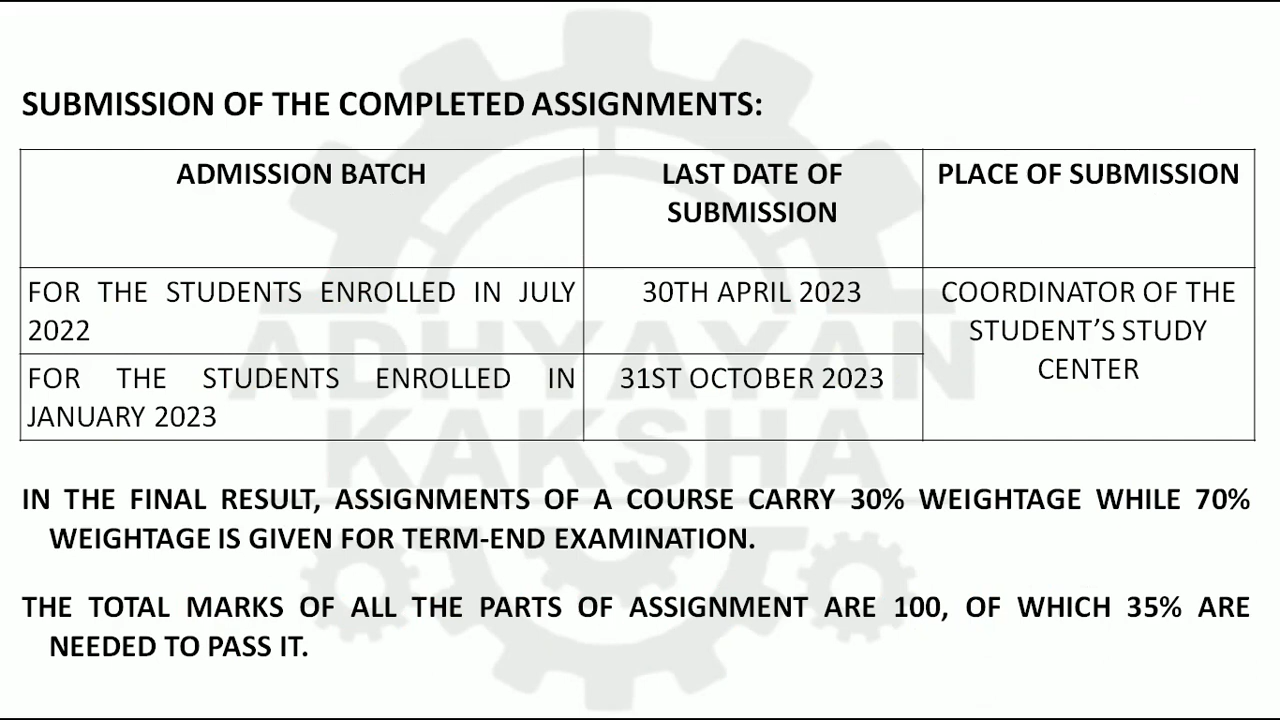 SUBMISSION OF THE COMPLETED ASSIGNMENTS:
ADMISSION BATCH
LAST DATE OF
SUBMISSION
PLACE OF SUBMISSION
FOR THE STUDENTS ENROLLED IN JULY
2022
30TH APRIL 2023
COORDINATOR OF THE
STUDENT’S STUDY
CENTER
FOR THE STUDENTS ENROLLED IN
JANUARY 2023
31ST OCTOBER 2023
ADHYAYAN
KAKSHA
IN THE FINAL RESULT, ASSIGNMENTS OF A COURSE CARRY 30% WEIGHTAGE WHILE 70%
WEIGHTAGE IS GIVEN FOR TERM-END EXAMINATION.
THE TOTAL MARKS OF ALL THE PARTS OF ASSIGNMENT ARE 100, OF WHICH 35% ARE
NEEDED TO PASS IT.